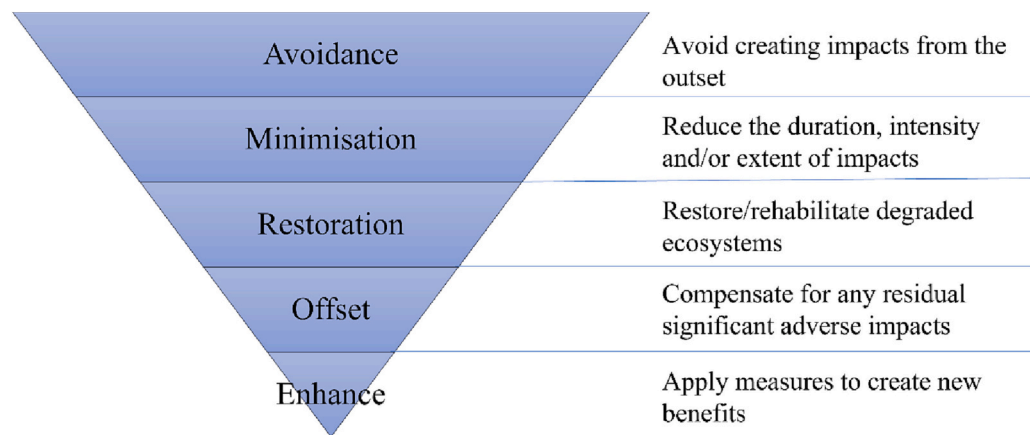 Avoidance
Avoid creating impacts from the
outset
Minimisation
Reduce the duration, intensity
and/or extent of impacts
Restoration
Restore/rehabilitate degraded
ecosystems
Offset
Compensate for any residual
significant adverse impacts
Enhance
Apply measures to create new
benefits